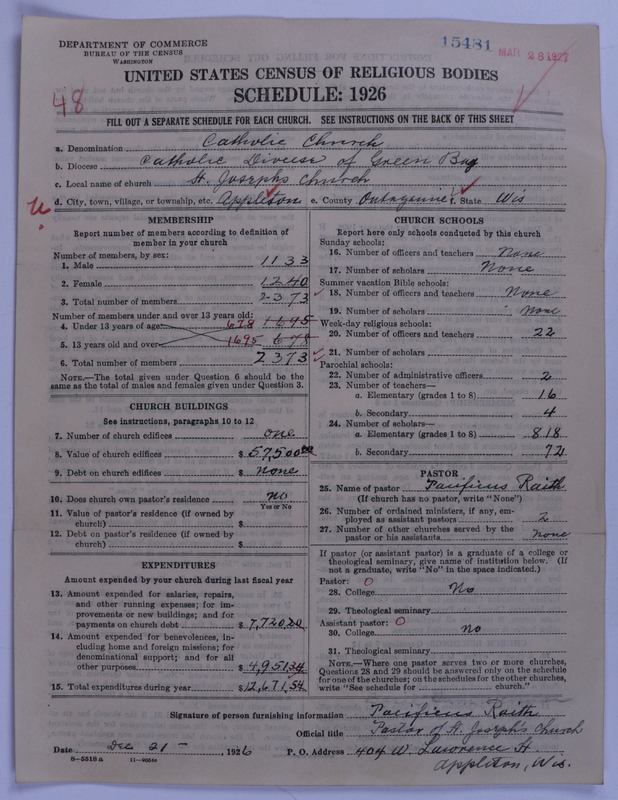 DEPARTMENT OF COMMERCE
BUREAU OF THE CENSUS
WASHINGTON
15481
MAR 28 1927
UNITED STATES CENSUS OF RELIGIOUS BODIES
SCHEDULE: 1926
48
FILL OUT A SEPARATE SCHEDULE FOR EACH CHURCH. SEE INSTRUCTIONS ON THE BACK OF THIS SHEET
a. Denomination Catholic Church
b. Diocese Catholic Diocese of Green Bay
c. Local name of church St. Josephs Church
d. City, town, village, or township, etc. Appleton e. County Outagamie f. State Wis
MEMBERSHIP
Report number of members according to definition of
member in your church
Number of members, by sex:
1. Male 1133
2. Female 1240
3. Total number of members 2373
Number of members under and over 13 years old:
4. Under 13 years of age 678 1695
5. 13 years old and over 1695 678
6. Total number of members 2373
NOTE.—The total given under Question 6 should be the
same as the total of males and females given under Question 3.
CHURCH BUILDINGS
See instructions, paragraphs 10 to 12
7. Number of church edifices one
8. Value of church edifices $ 57,500.00
9. Debt on church edifices $ None
10. Does church own pastor's residence no
Yes or No
11. Value of pastor's residence (if owned by
church) $
12. Debt on pastor's residence (if owned by
church) $
EXPENDITURES
Amount expended by your church during last fiscal year
13. Amount expended for salaries, repairs,
and other running expenses; for im-
provements or new buildings; and for
payments on church debt $ 7,720.20
14. Amount expended for benevolences, in-
cluding home and foreign missions; for
denominational support; and for all
other purposes $ 4,951.34
15. Total expenditures during year $ 12,671.54
CHURCH SCHOOLS
Report here only schools conducted by this church
Sunday schools:
16. Number of officers and teachers None
17. Number of scholars None
Summer vacation Bible schools:
18. Number of officers and teachers None
19. Number of scholars None
Week-day religious schools:
20. Number of officers and teachers 22
21. Number of scholars
Parochial schools:
22. Number of administrative officers 2
23. Number of teachers—
a. Elementary (grades 1 to 8) 16
b. Secondary 4
24. Number of scholars—
a. Elementary (grades 1 to 8) 818
b. Secondary 72
PASTOR
25. Name of pastor Pacificus Raith
(If church has no pastor, write "None")
26. Number of ordained ministers, if any, em-
ployed as assistant pastors 2
27. Number of other churches served by the
pastor or his assistants none
If pastor (or assistant pastor) is a graduate of a college or
theological seminary, give name of institution below. (If
not a graduate, write "No" in the space indicated.)
Pastor: 0
28. College No
29. Theological seminary
Assistant pastor: 0
30. College no
31. Theological seminary
NOTE.—Where one pastor serves two or more churches,
Questions 28 and 29 should be answered only on the schedule
for one of the churches; on the schedules for the other churches,
write "See schedule for church."
Signature of person furnishing information Pacificus Raith
Official title Pastor of St. Joseph's Church
Date Dec 21 — , 1926 P. O. Address 404 W. Lawrence St.
8—5518 a
Appleton, Wis.